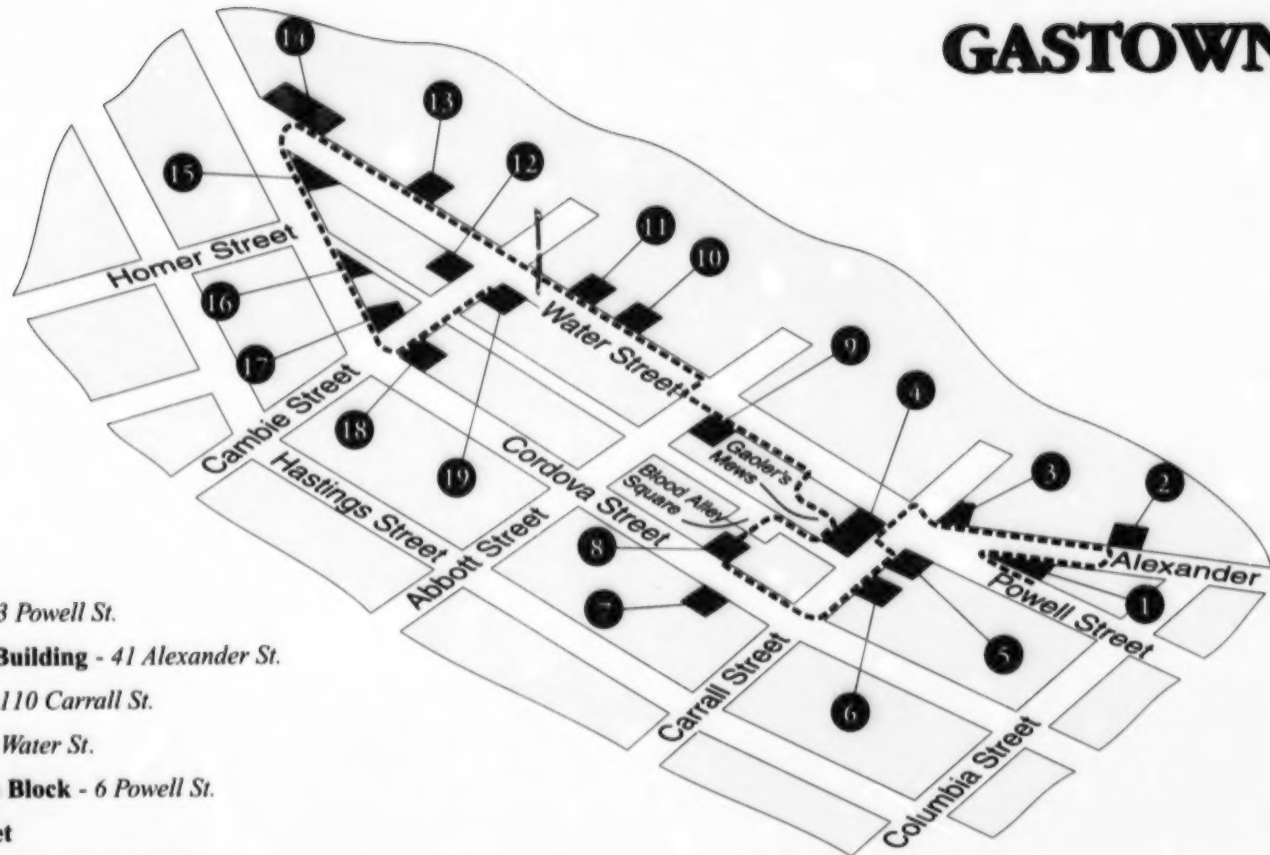 GASTOWN
14
13
12
15
11
10
Homer Street
16
9
Water Street
4
17
Gaoler's
Mews
3
2
Cambie Street
18
19
Cordova Street
Blood Alley
Square
Hastings Street
8
Alexander
Abbott Street
7
Powell Street
1
5
3 Powell St.
Building - 41 Alexander St.
110 Carrall St.
Carrall Street
6
Water St.
Block - 6 Powell St.
Columbia Street